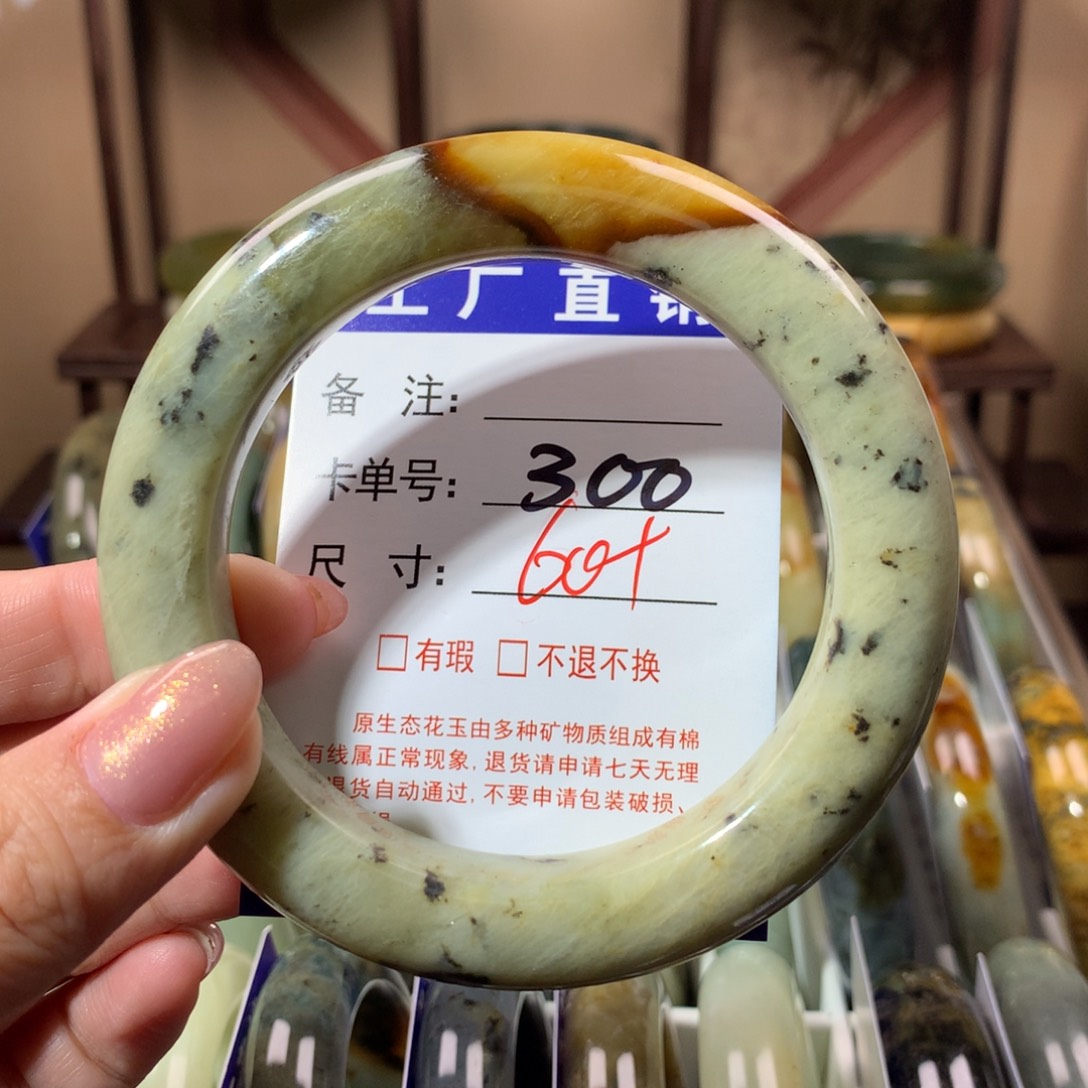 工厂直销
备 注:
卡单号: 300
尺 寸: 60+
□有瑕 □不退不换
原生态花玉由多种矿物质组成有棉
有线属正常现象,退货请申请七天无理
退货自动通过,不要申请包装破损、